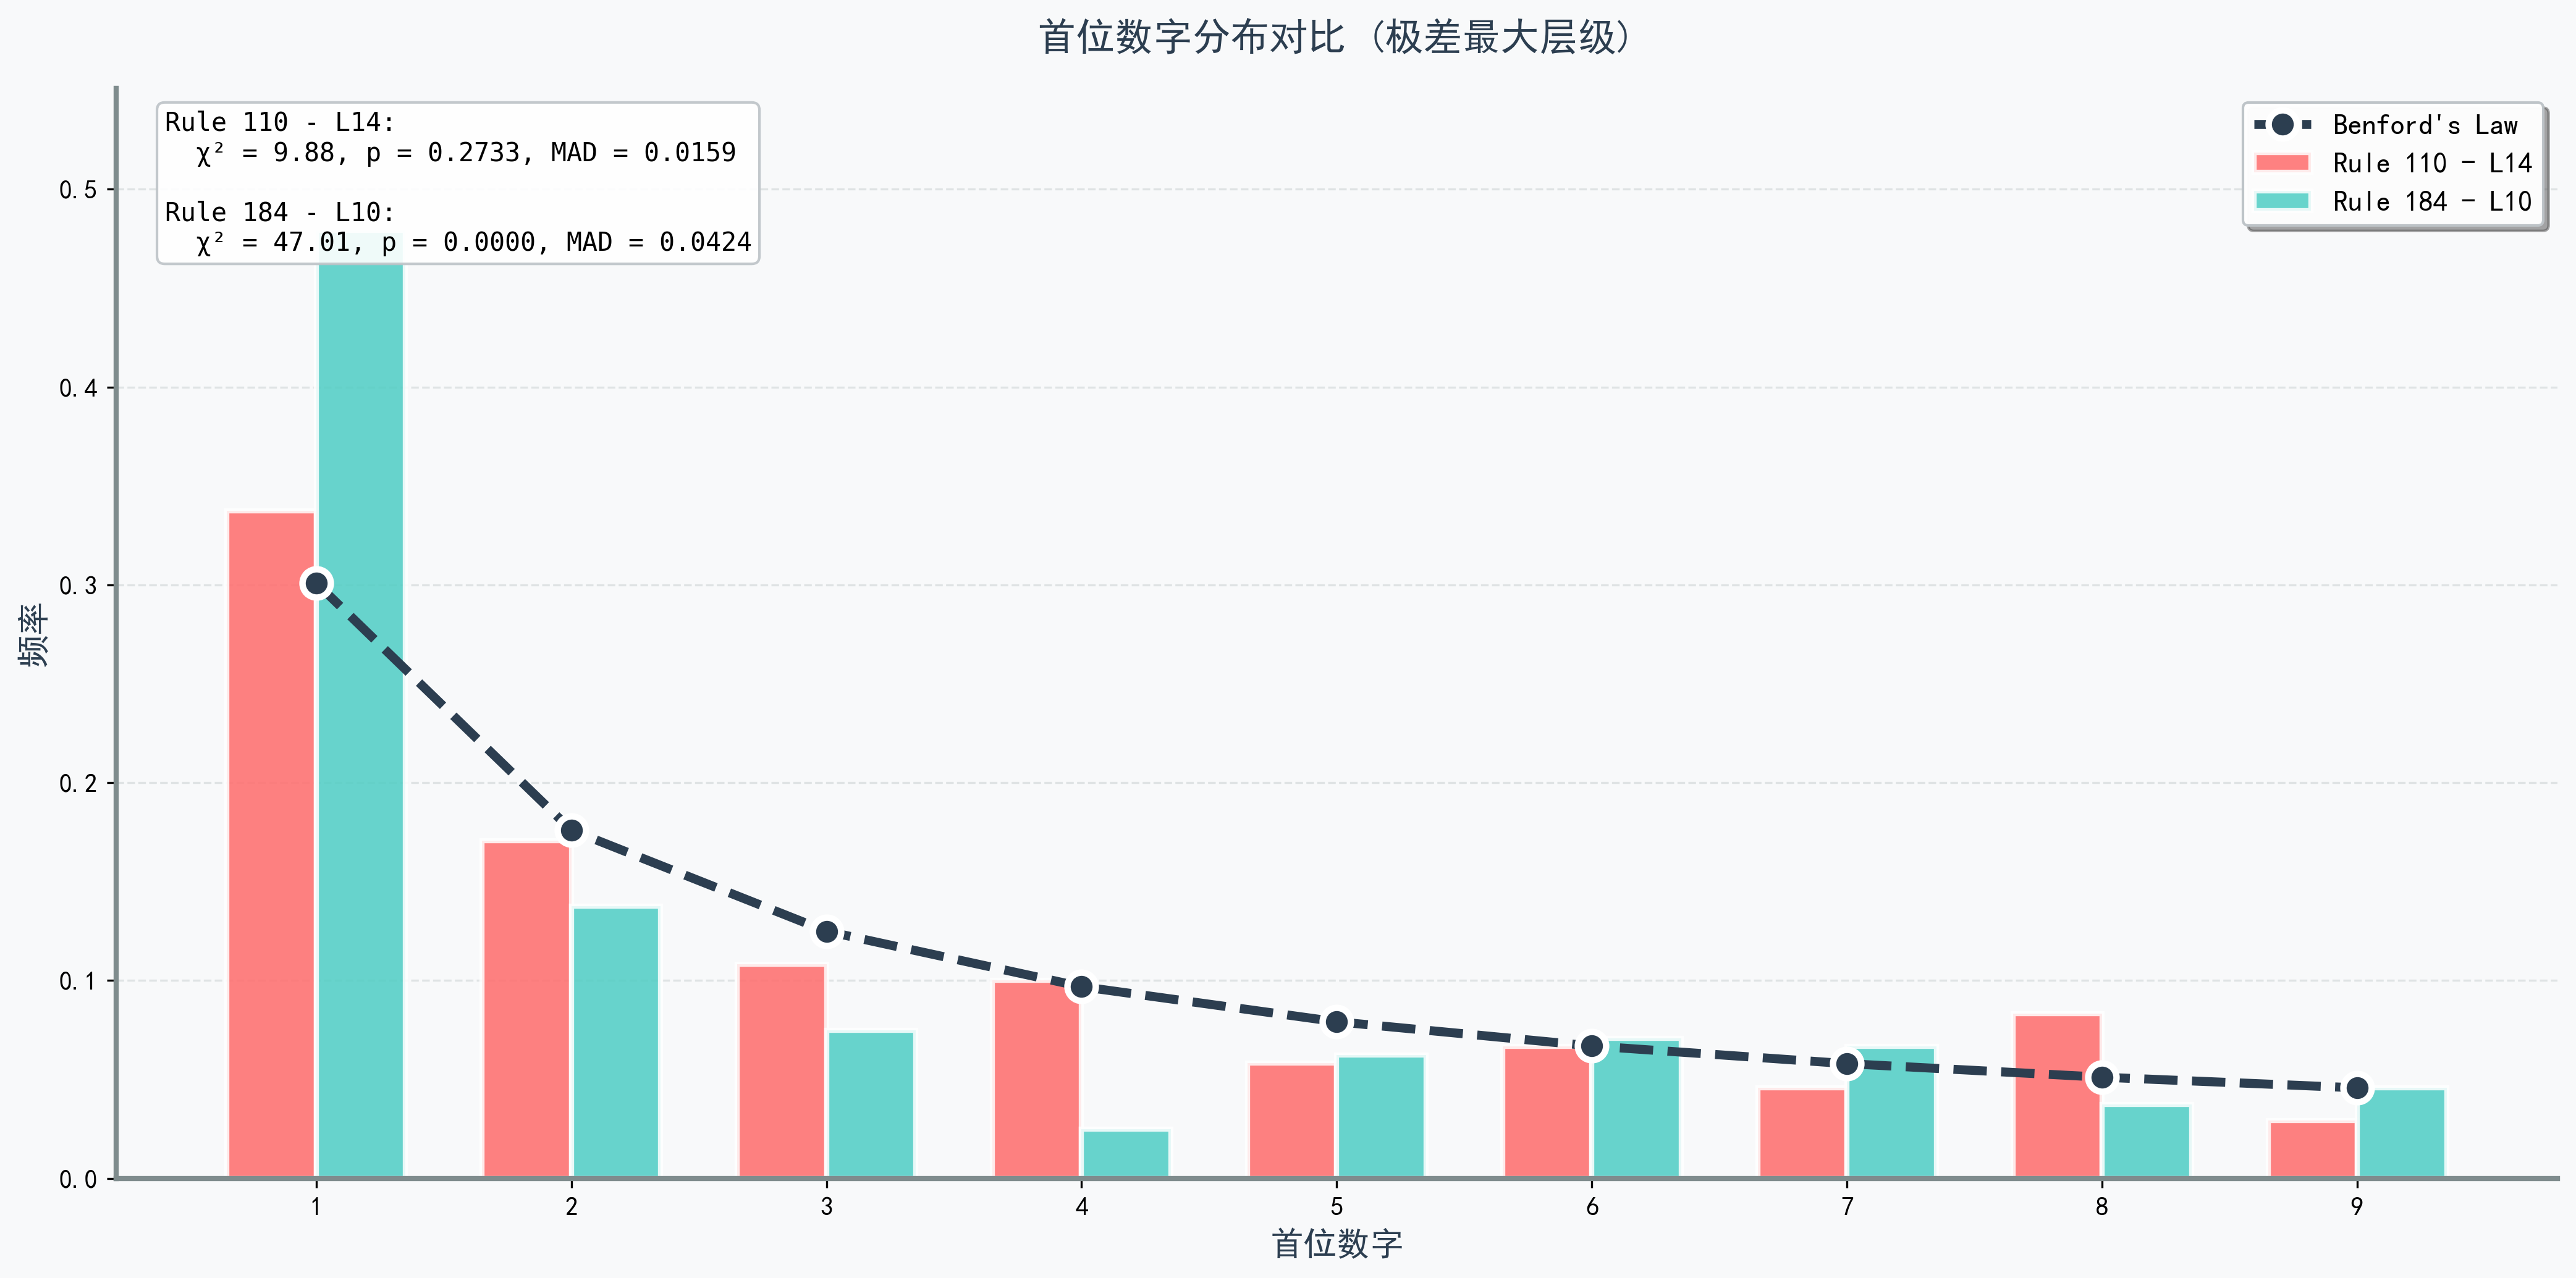 首位数字分布对比 (极差最大层级)
Rule 110 - L14:
χ² = 9.88, p = 0.2733, MAD = 0.0159
Rule 184 - L10:
χ² = 47.01, p = 0.0000, MAD = 0.0424
Benford's Law
Rule 110 - L14
Rule 184 - L10
频率
0.5
0.4
0.3
0.2
0.1
0.0
1 2 3 4 5 6 7 8 9
首位数字